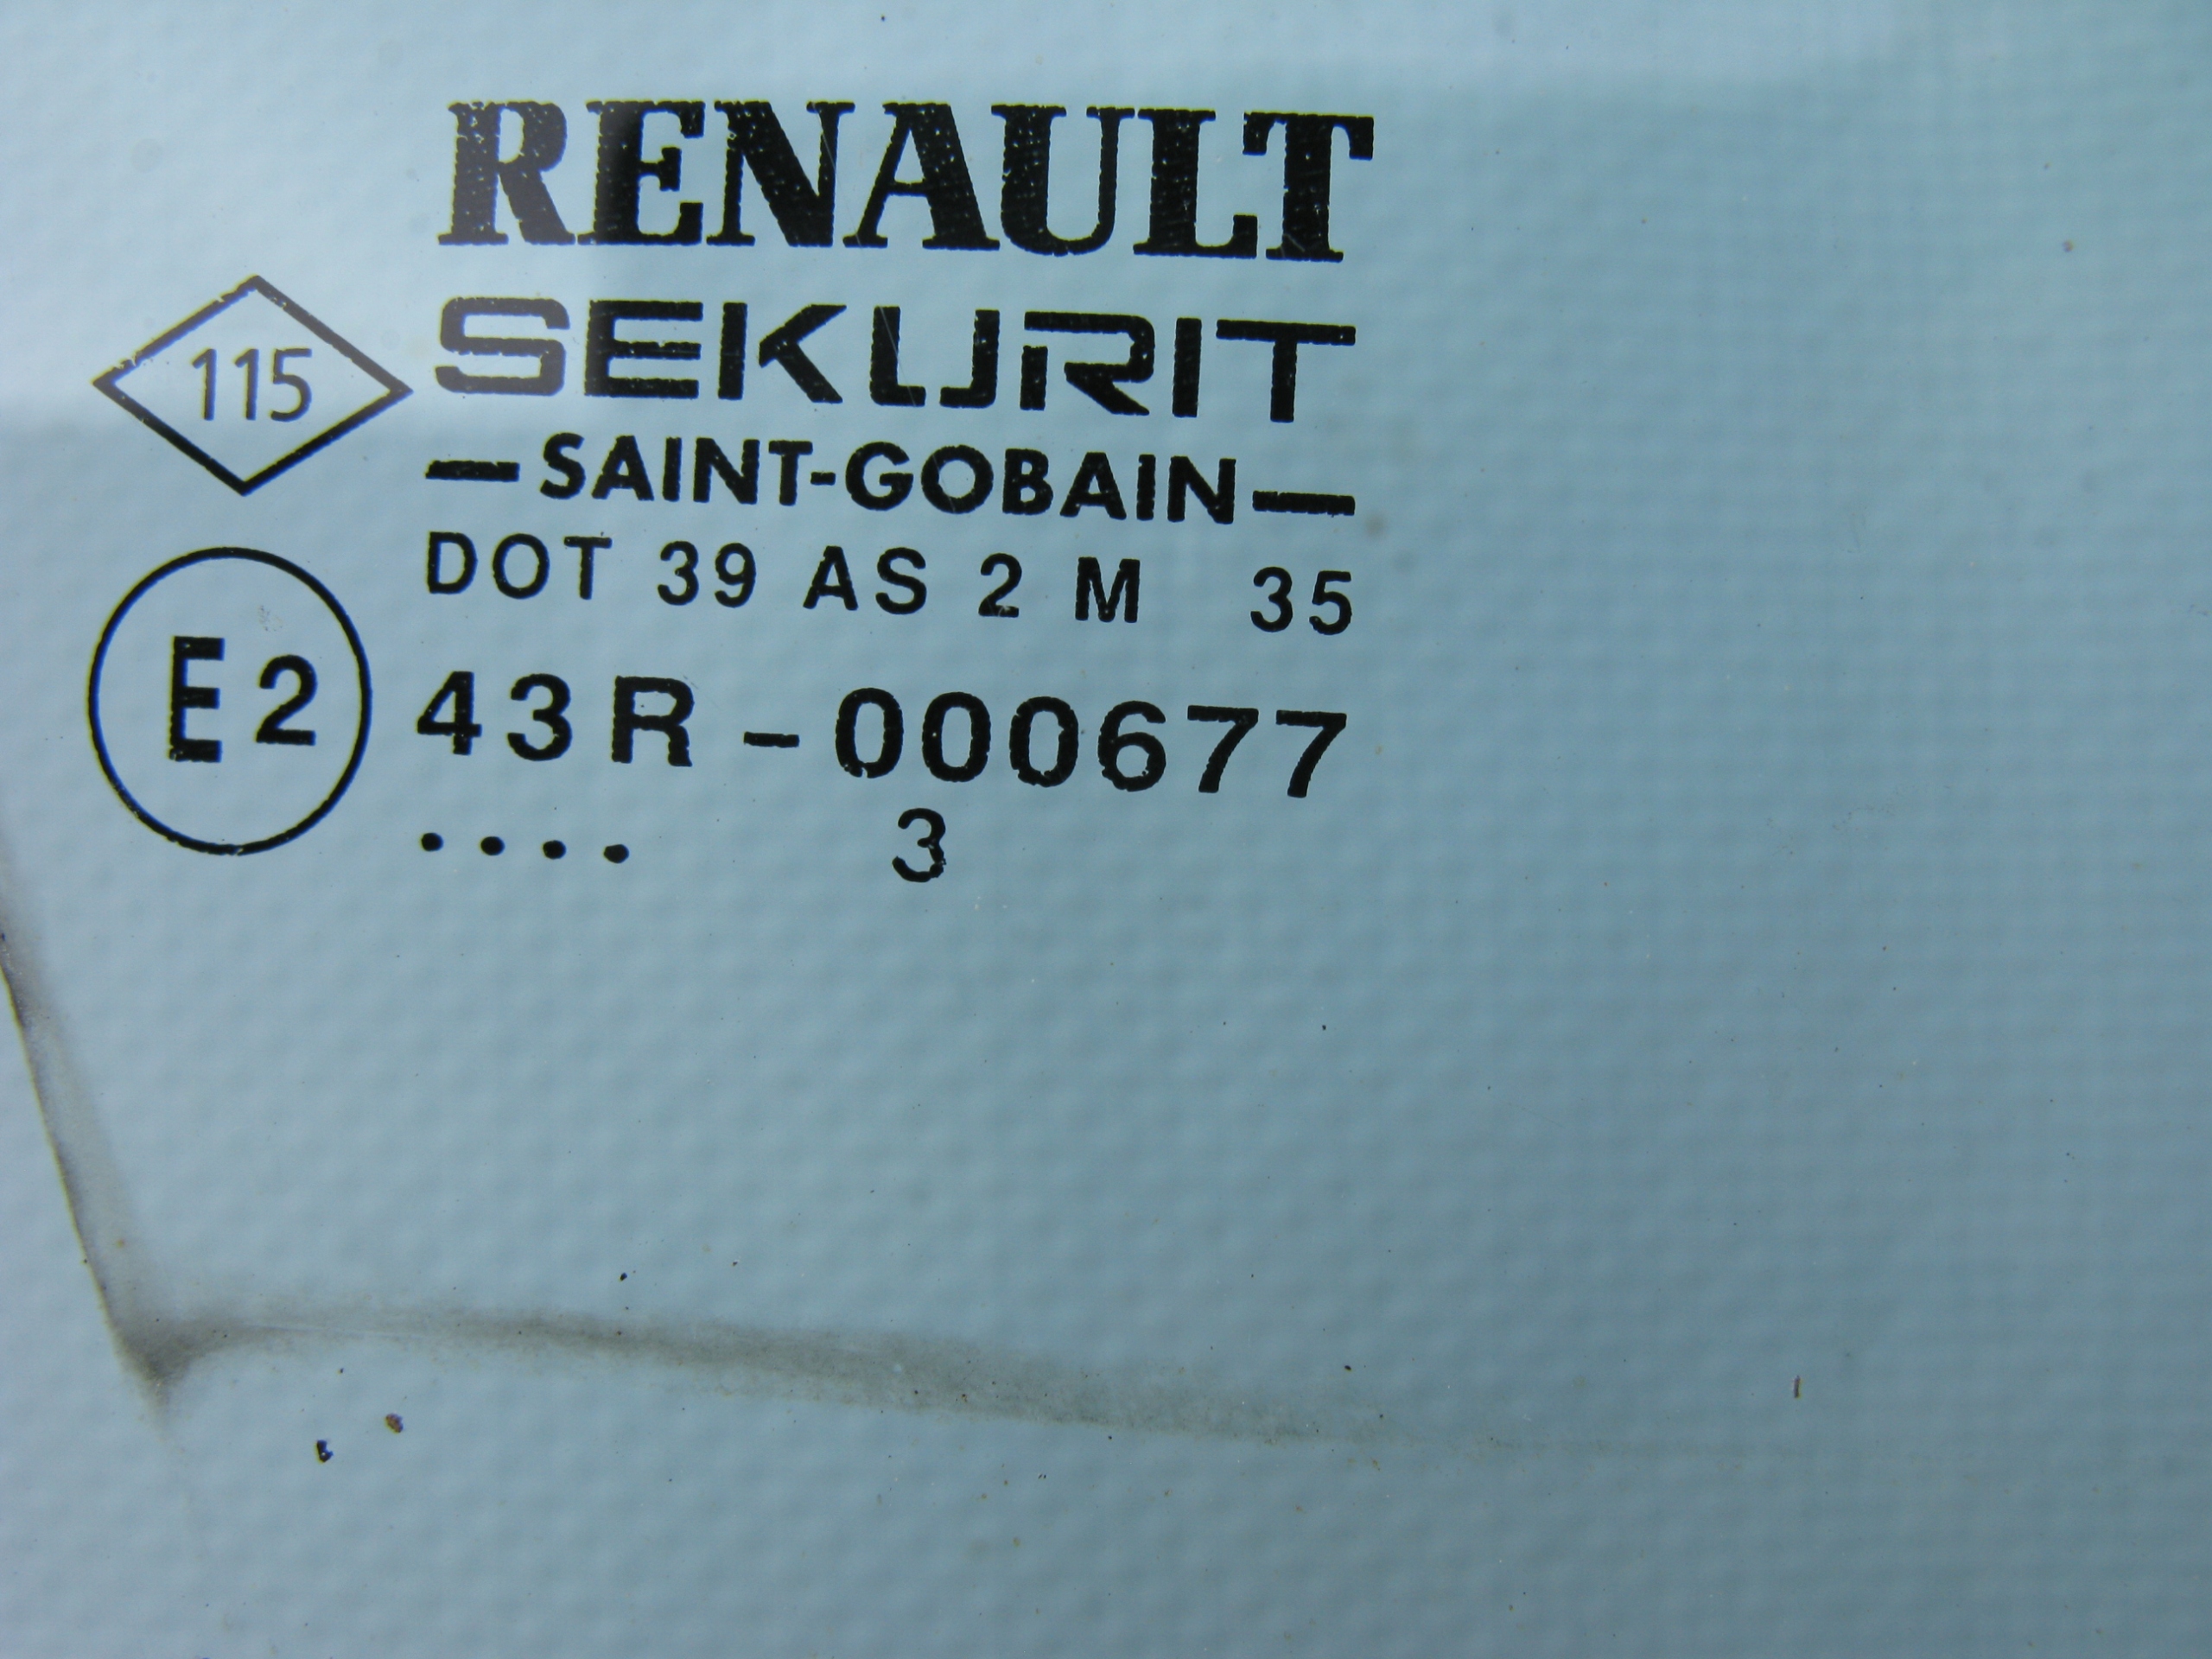 RENAULT
115
SEKURIT
—SAINT-GOBAIN—
DOT 39 AS 2 M 35
E2
43R-000677
.... 3